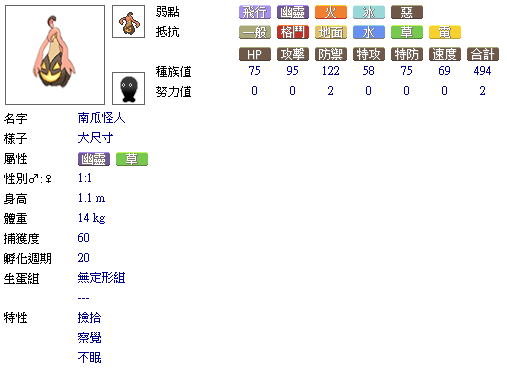 弱點 飛行 幽靈 火 冰 惡
抵抗 一般 格鬥 地面 水 草 電
HP 攻擊 防禦 特攻 特防 速度 合計
種族值 75 95 122 58 75 69 494
努力值 0 0 2 0 0 0 2
名字 南瓜怪人
樣子 大尺寸
屬性 幽靈 草
性別♂:♀ 1:1
身高 1.1 m
體重 14 kg
捕獲度 60
孵化週期 20
生蛋組 無定形組
---
特性 撿拾
察覺
不眠